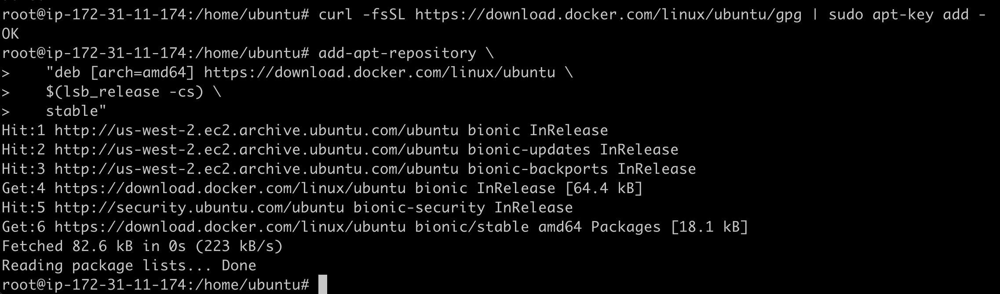 root@ip-172-31-11-174:/home/ubuntu# curl -fsSL https://download.docker.com/linux/ubuntu/gpg | sudo apt-key add -
OK
root@ip-172-31-11-174:/home/ubuntu# add-apt-repository \
>    "deb [arch=amd64] https://download.docker.com/linux/ubuntu \
>    $(lsb_release -cs) \
>    stable"
Hit:1 http://us-west-2.ec2.archive.ubuntu.com/ubuntu bionic InRelease
Hit:2 http://us-west-2.ec2.archive.ubuntu.com/ubuntu bionic-updates InRelease
Hit:3 http://us-west-2.ec2.archive.ubuntu.com/ubuntu bionic-backports InRelease
Get:4 https://download.docker.com/linux/ubuntu bionic InRelease [64.4 kB]
Hit:5 http://security.ubuntu.com/ubuntu bionic-security InRelease
Get:6 https://download.docker.com/linux/ubuntu bionic/stable amd64 Packages [18.1 kB]
Fetched 82.6 kB in 0s (223 kB/s)
Reading package lists... Done
root@ip-172-31-11-174:/home/ubuntu#